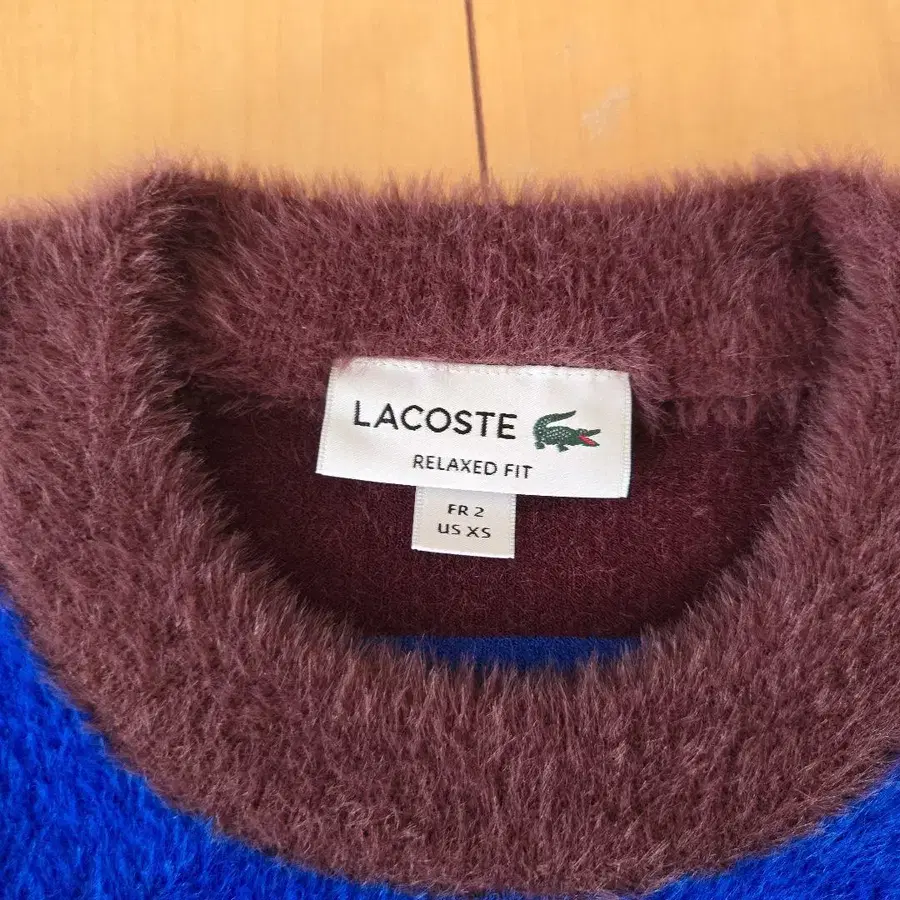 LACOSTE
RELAXED FIT
FR 2
US XS